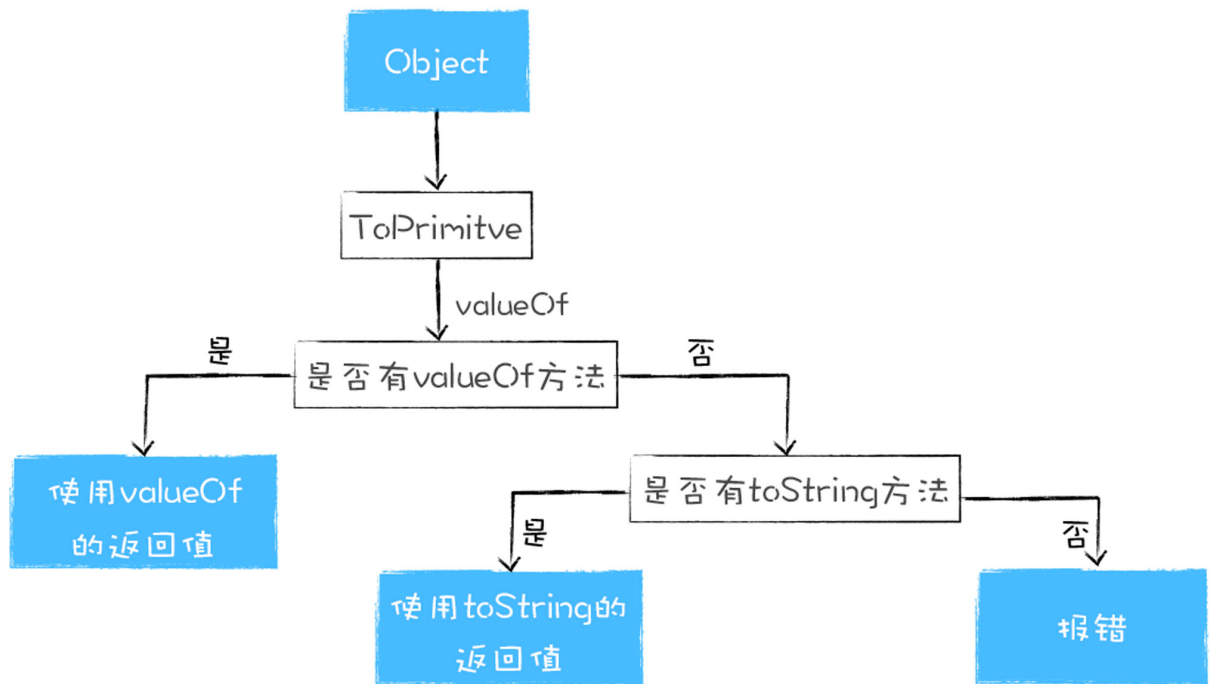 Object
ToPrimitve
valueOf
是
是否有valueOf方法
否
使用valueOf
的返回值
是否有toString方法
是
否
使用toString的
返回值
报错